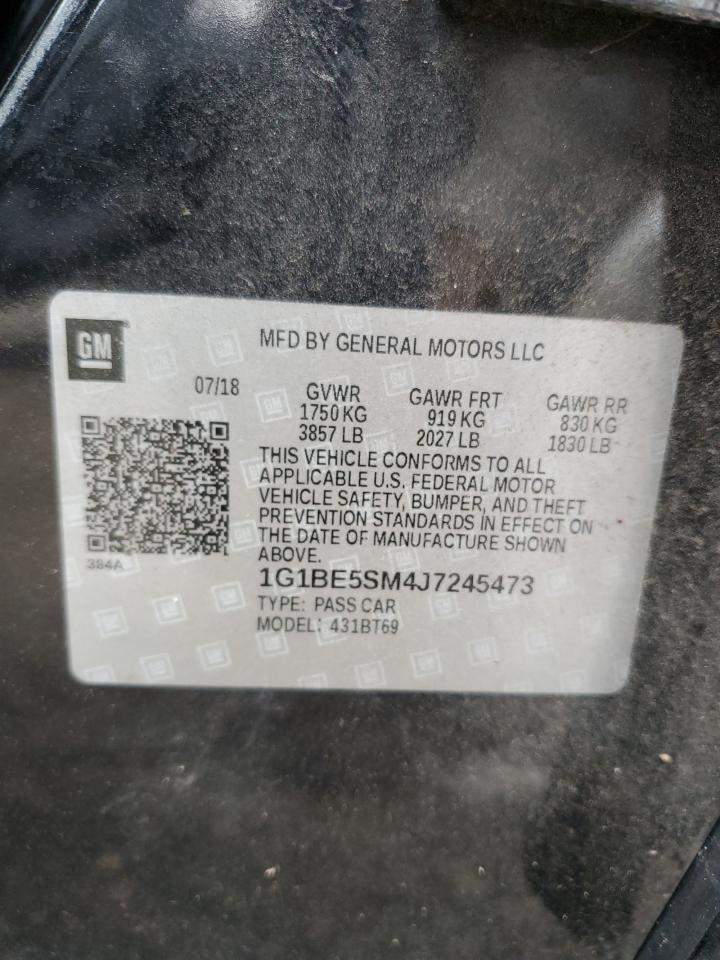 GM
MFD BY GENERAL MOTORS LLC
07/18
GVWR GAWR FRT GAWR RR
1750 KG 919 KG 830 KG
3857 LB 2027 LB 1830 LB
THIS VEHICLE CONFORMS TO ALL
APPLICABLE U.S. FEDERAL MOTOR
VEHICLE SAFETY, BUMPER, AND THEFT
PREVENTION STANDARDS IN EFFECT ON
THE DATE OF MANUFACTURE SHOWN
ABOVE.
384A
1G1BE5SM4J7245473
TYPE: PASS CAR
MODEL: 431BT69